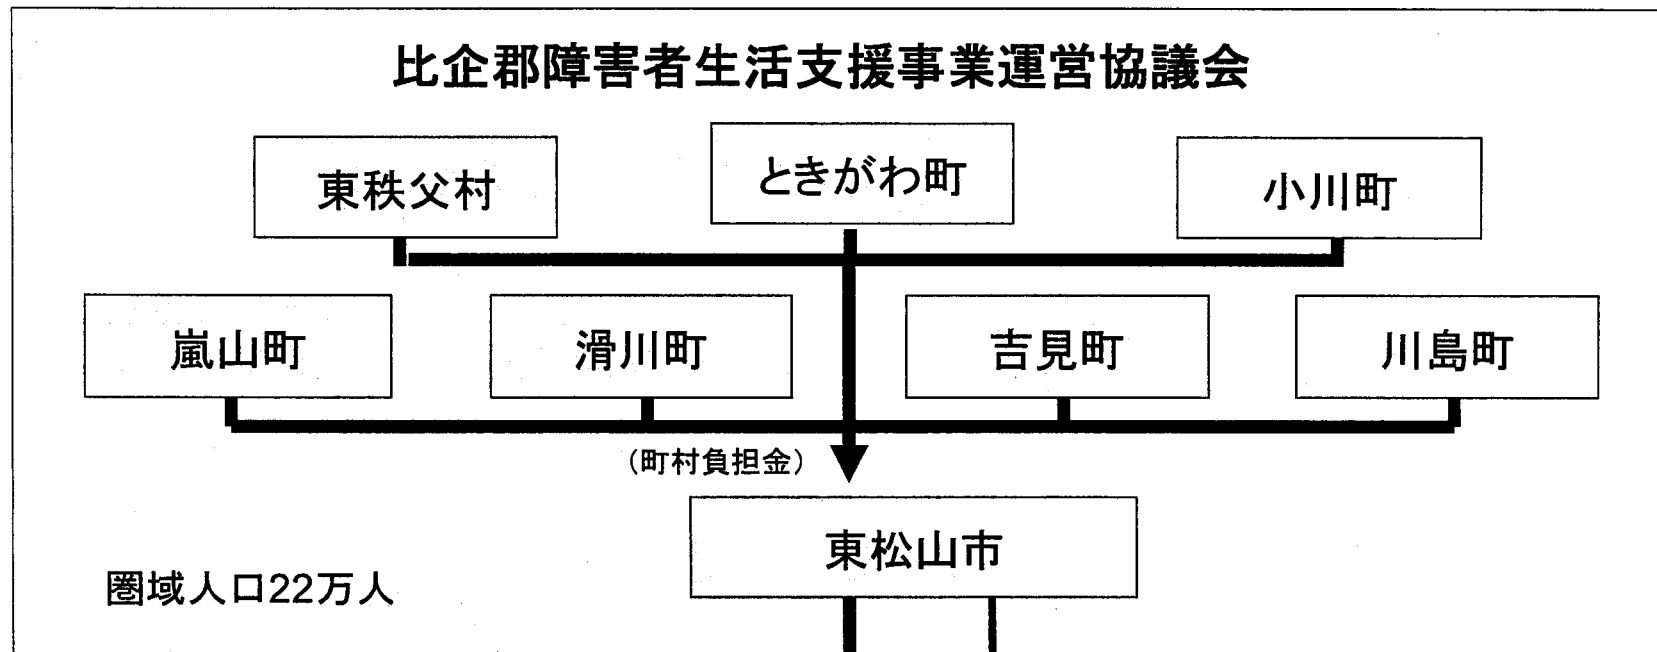 比企郡障害者生活支援事業運営協議会
東秩父村
ときがわ町
小川町
嵐山町
滑川町
吉見町
川島町
(町村負担金)
東松山市
圏域人口22万人